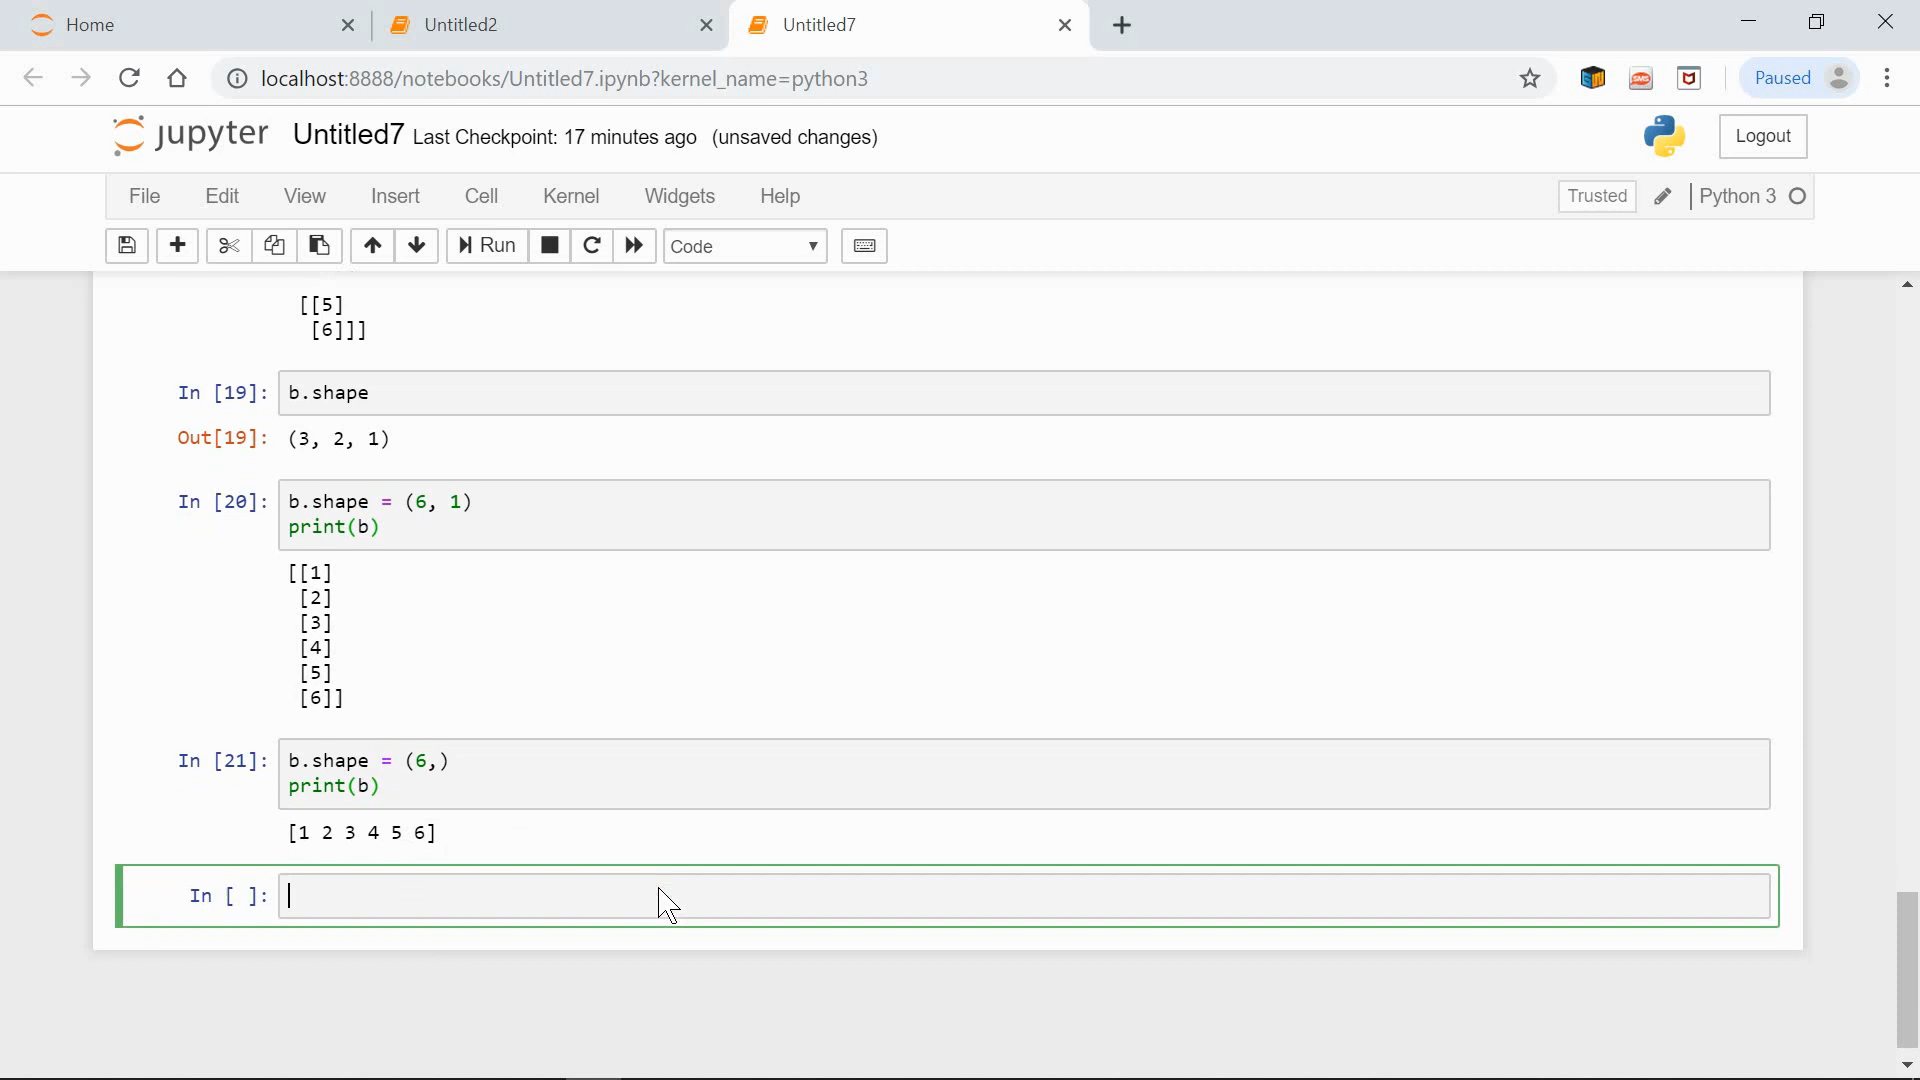 Home
Untitled2
Untitled7
localhost:8888/notebooks/Untitled7.ipynb?kernel_name=python3
SMS
Paused
jupyter Untitled7 Last Checkpoint: 17 minutes ago (unsaved changes)
Logout
File Edit View Insert Cell Kernel Widgets Help
Trusted
Python 3
Run
Code
[[5]
[6]]]
In [19]: b.shape
Out[19]: (3, 2, 1)
In [20]: b.shape = (6, 1)
print(b)
[[1]
[2]
[3]
[4]
[5]
[6]]
In [21]: b.shape = (6,)
print(b)
[1 2 3 4 5 6]
In [ ]: